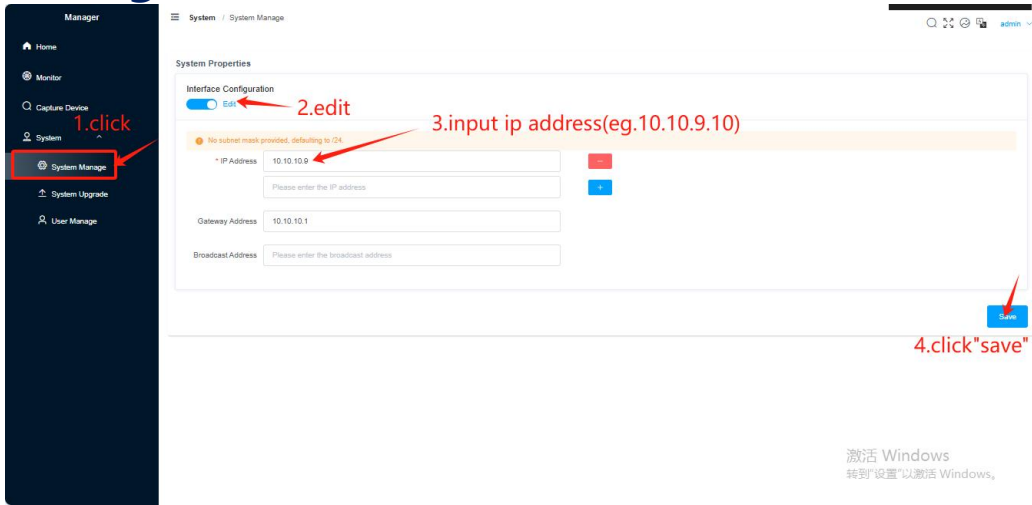 Manager
System / System Manage
admin
Home
Monitor
Capture Device
System
System Manage
System Upgrade
User Manage
1.click
System Properties
Interface Configuration
Edit
2.edit
3.input ip address(eg.10.10.9.10)
No subnet mask provided, defaulting to /24.
* IP Address 10.10.10.9
Please enter the IP address
Gateway Address 10.10.10.1
Broadcast Address Please enter the broadcast address
Save
4.click"save"
激活 Windows
转到"设置"以激活 Windows。